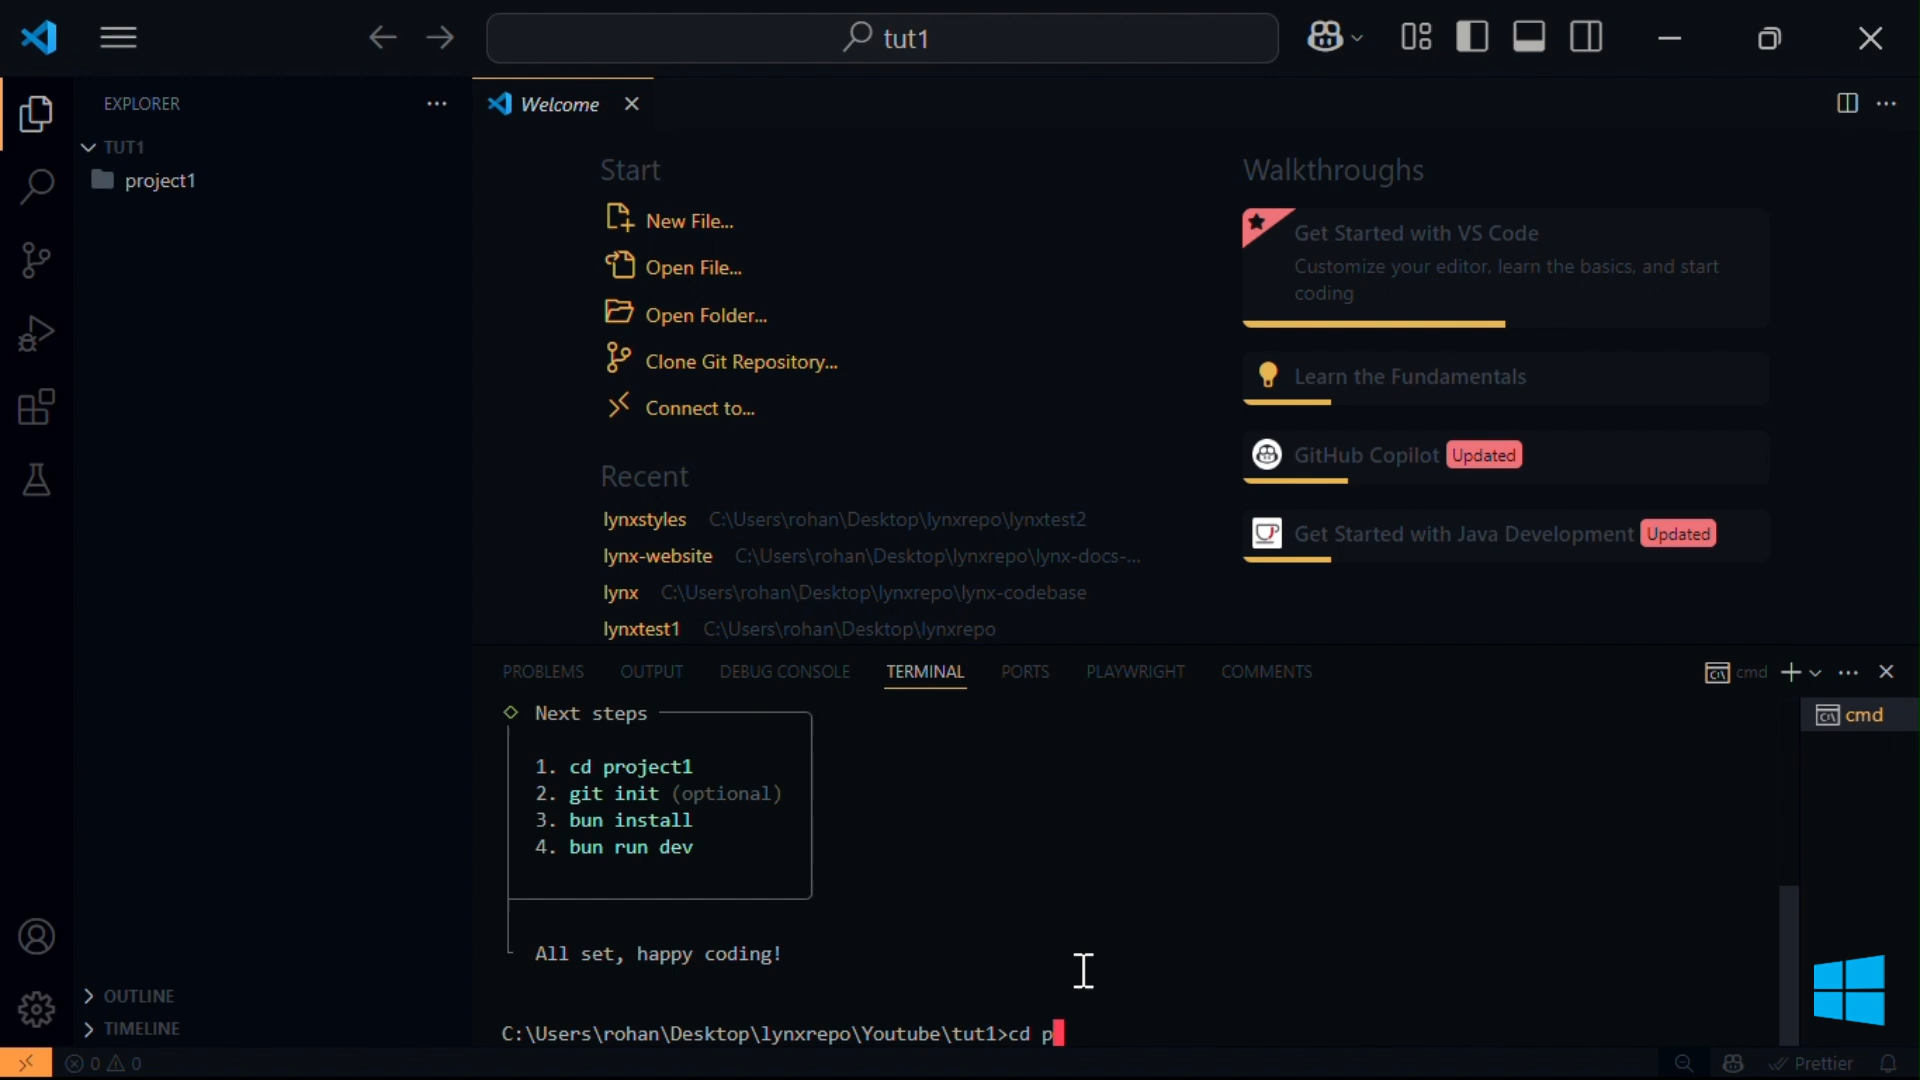 tut1
EXPLORER
TUT1
project1
OUTLINE
TIMELINE
Welcome
Start
New File...
Open File...
Open Folder...
Clone Git Repository...
Connect to...
Recent
lynxstyles C:\Users\rohan\Desktop\lynxrepo\lynxtest2
lynx-website C:\Users\rohan\Desktop\lynxrepo\lynx-docs-...
lynx C:\Users\rohan\Desktop\lynxrepo\lynx-codebase
lynxtest1 C:\Users\rohan\Desktop\lynxrepo
Walkthroughs
Get Started with VS Code
Customize your editor, learn the basics, and start
coding
Learn the Fundamentals
GitHub Copilot Updated
Get Started with Java Development Updated
PROBLEMS OUTPUT DEBUG CONSOLE TERMINAL PORTS PLAYWRIGHT COMMENTS cmd
cmd
Next steps
1. cd project1
2. git init (optional)
3. bun install
4. bun run dev
All set, happy coding!
C:\Users\rohan\Desktop\lynxrepo\Youtube\tut1>cd p
0 0 Prettier